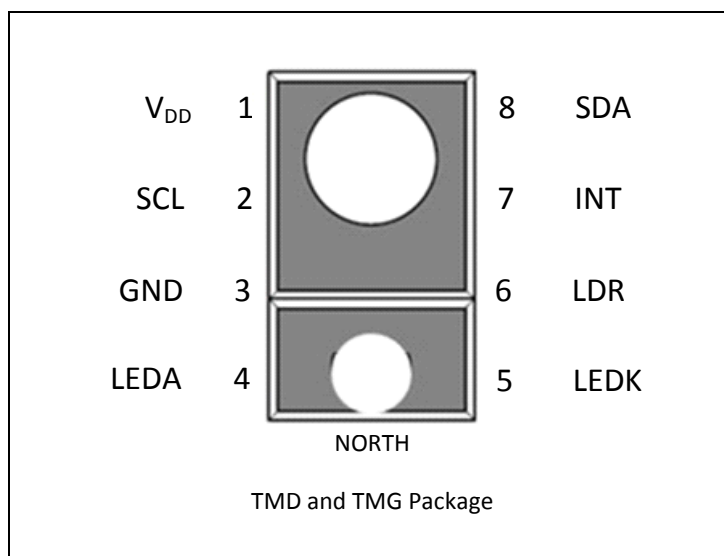 V_DD 1 8 SDA
SCL 2 7 INT
GND 3 6 LDR
LEDA 4 5 LEDK
NORTH
TMD and TMG Package